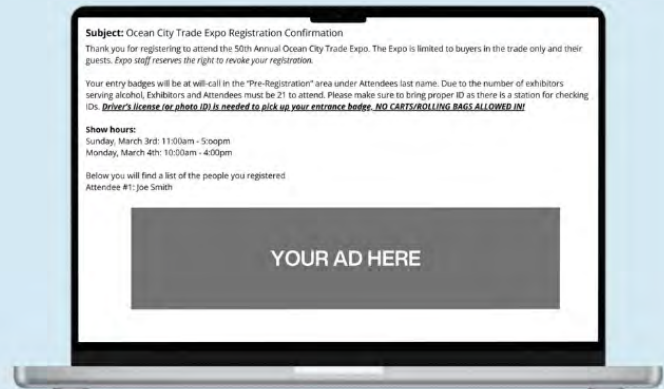 Subject: Ocean City Trade Expo Registration Confirmation
Thank you for registering to attend the 50th Annual Ocean City Trade Expo. The Expo is limited to buyers in the trade only and their
guests. Expo staff reserves the right to revoke your registration.
Your entry badges will be at will-call in the "Pre-Registration" area under Attendees last name. Due to the number of exhibitors
serving alcohol, Exhibitors and Attendees must be 21 to attend. Please make sure to bring proper ID as there is a station for checking
IDs. Driver's license (or photo ID) is needed to pick up your entrance badge, NO CARTS/ROLLING BAGS ALLOWED IN!
Show hours:
Sunday, March 3rd: 11:00am - 5:oopm
Monday, March 4th: 10:00am - 4:00pm
Below you will find a list of the people you registered
Attendee #1: Joe Smith
YOUR AD HERE